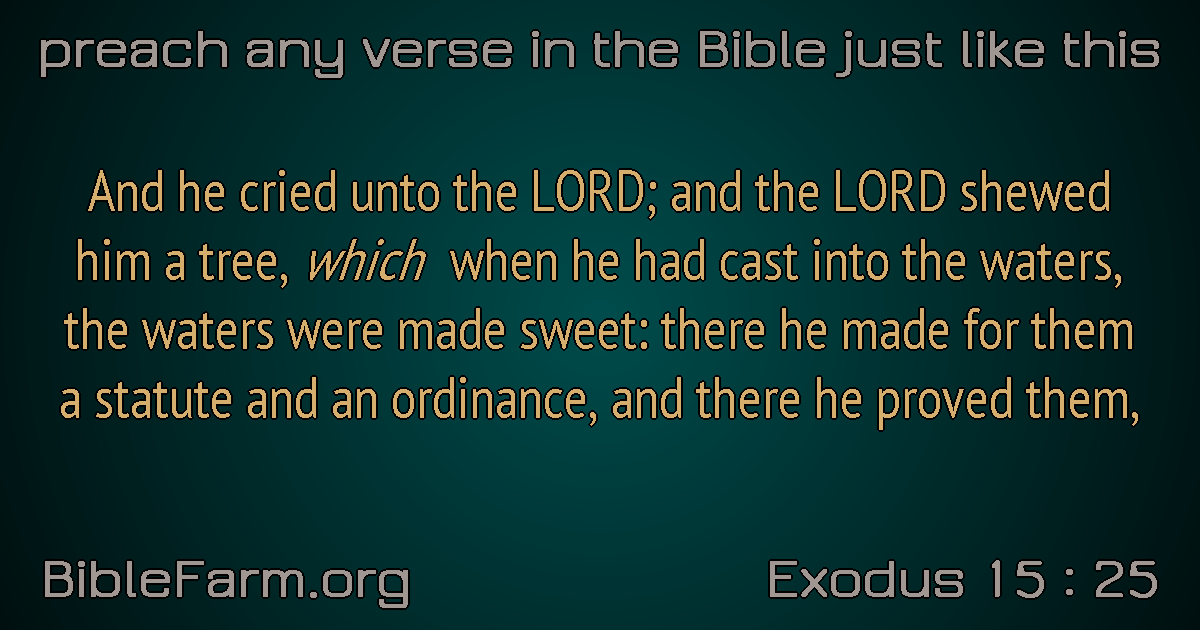 preach any verse in the Bible just like this
And he cried unto the LORD; and the LORD shewed
him a tree, which when he had cast into the waters,
the waters were made sweet: there he made for them
a statute and an ordinance, and there he proved them,
BibleFarm.org
Exodus 15 : 25